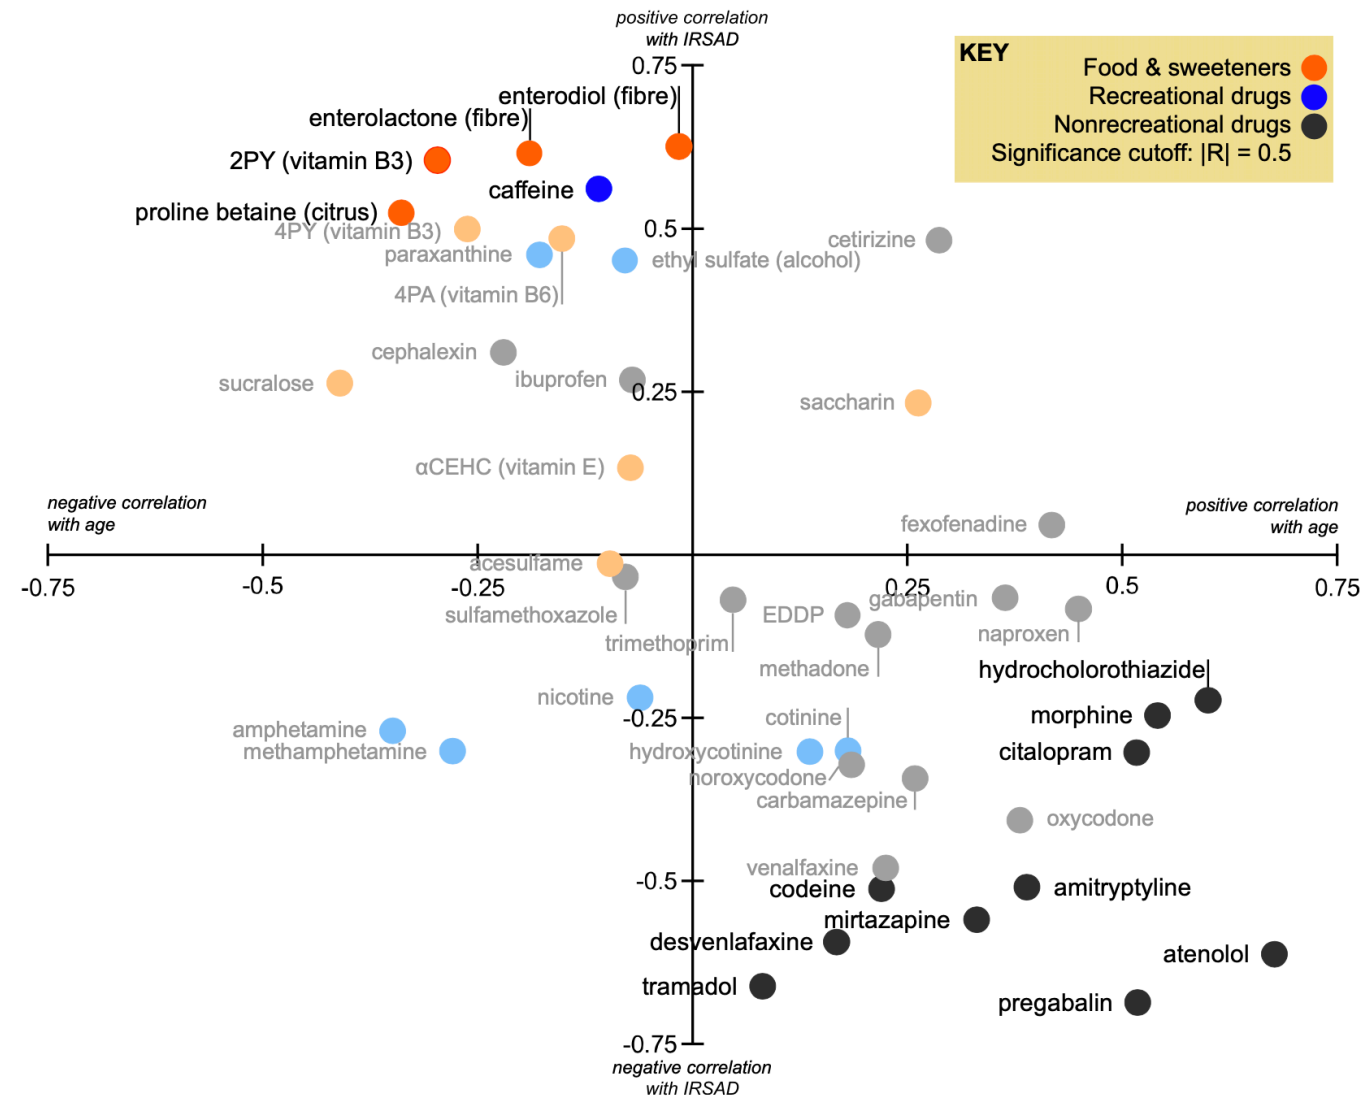 positive correlation
with IRSAD
0.75
KEY
Food & sweeteners
Recreational drugs
Nonrecreational drugs
Significance cutoff: |R| = 0.5
enterodiol (fibre)
enterolactone (fibre)
2PY (vitamin B3)
caffeine
proline betaine (citrus)
4PY (vitamin B3)
0.5
cetirizine
paraxanthine
ethyl sulfate (alcohol)
4PA (vitamin B6)
cephalexin
ibuprofen
sucralose
0.25
saccharin
αCEHC (vitamin E)
negative correlation
with age
positive correlation
with age
fexofenadine
acesulfame
-0.75
-0.5
-0.25
0.25
0.5
0.75
sulfamethoxazole
trimethoprim
EDDP
gabapentin
naproxen
methadone
hydrocholorothiazide
nicotine
-0.25
morphine
cotinine
amphetamine
methamphetamine
hydroxycotinine
citalopram
noroxycodone
carbamazepine
oxycodone
venalfaxine
-0.5
codeine
amitryptyline
mirtazapine
desvenlafaxine
atenolol
tramadol
pregabalin
-0.75
negative correlation
with IRSAD